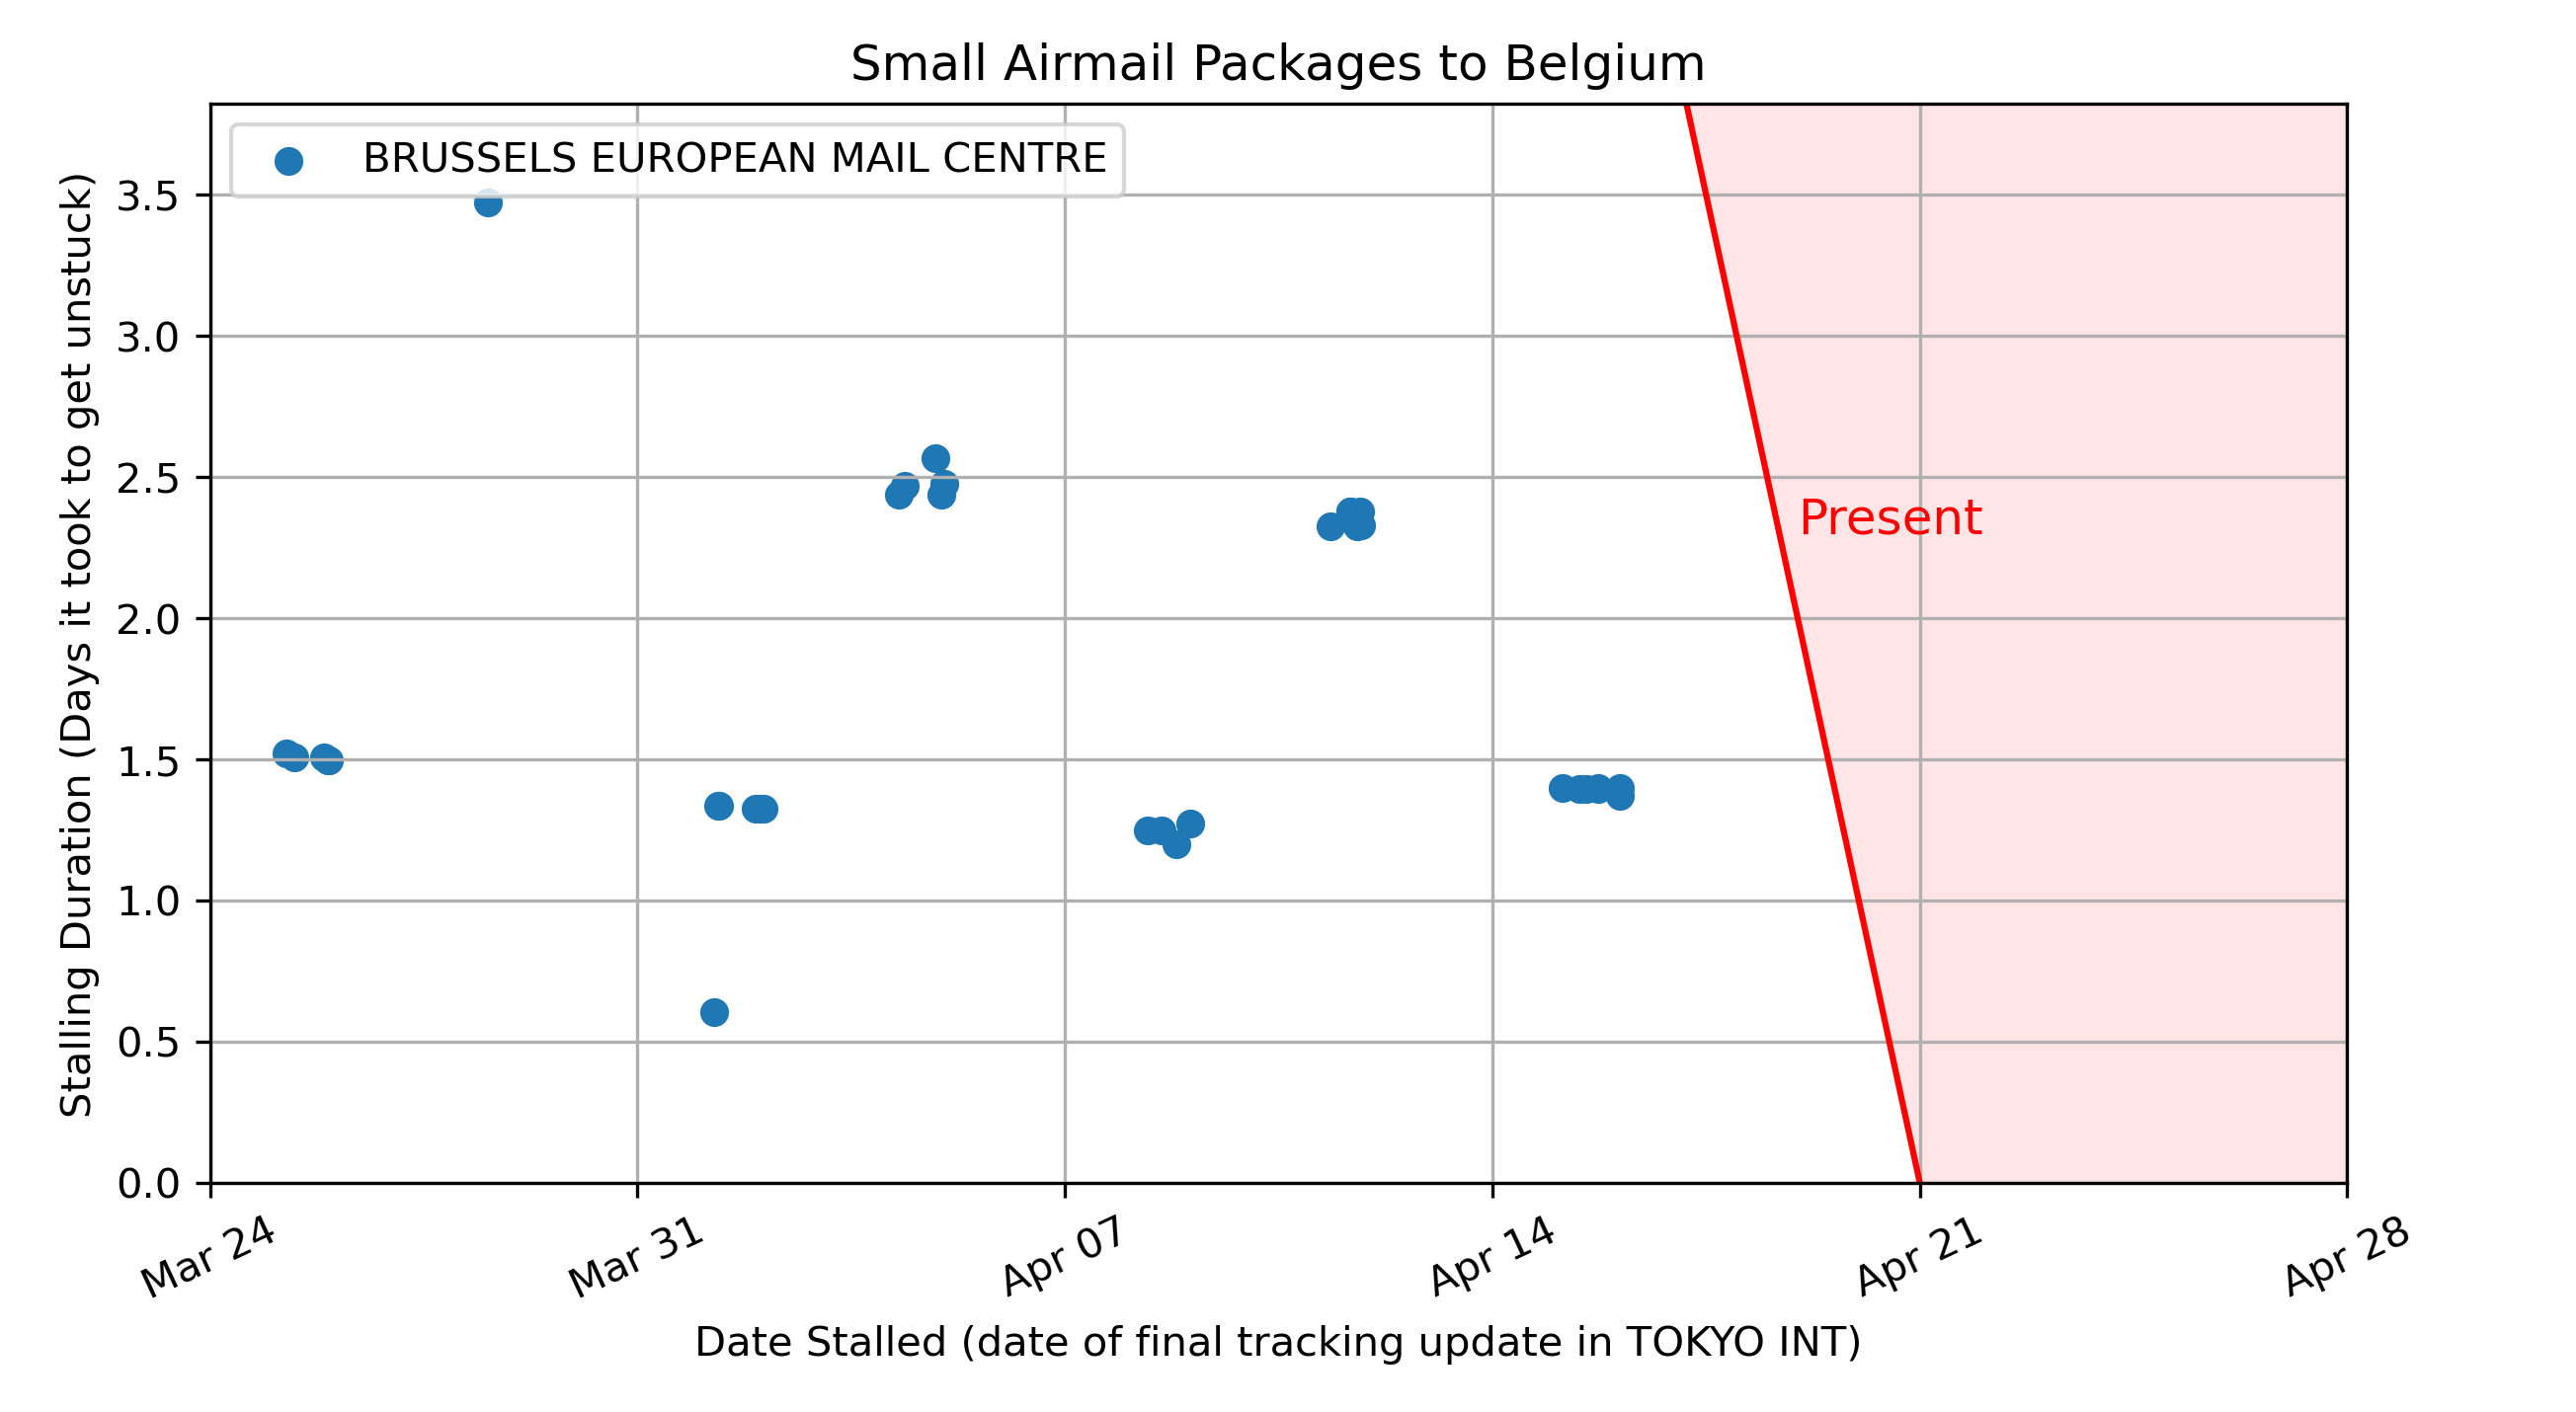 Small Airmail Packages to Belgium
BRUSSELS EUROPEAN MAIL CENTRE
Stalling Duration (Days it took to get unstuck)
3.5
3.0
2.5
2.0
1.5
1.0
0.5
0.0
Present
Mar 24
Mar 31
Apr 07
Apr 14
Apr 21
Apr 28
Date Stalled (date of final tracking update in TOKYO INT)